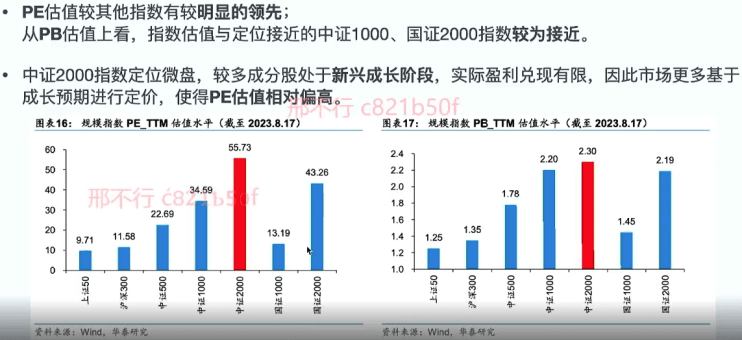 • PE估值较其他指数有较明显的领先；
从PB估值上看，指数估值与定位接近的中证1000、国证2000指数较为接近。
• 中证2000指数定位微盘，较多成分股处于新兴成长阶段，实际盈利兑现有限，因此市场更多基于
成长预期进行定价，使得PE估值相对偏高。
邢不行 c821b50f
图表16： 规模指数 PE_TTM 估值水平（截至 2023.8.17）
60
50
40
30
20
10
0
9.71
11.58
22.69
34.59
55.73
13.19
43.26
上证50
沪深300
中证500
中证1000
中证2000
国证1000
国证2000
邢不行 c821b50f
资料来源：Wind，华泰研究
图表17： 规模指数 PB_TTM 估值水平（截至 2023.8.17）
2.4
2.2
2.0
1.8
1.6
1.4
1.2
1.0
1.25
1.35
1.78
2.20
2.30
1.45
2.19
上证50
沪深300
中证500
中证1000
中证2000
国证1000
国证2000
资料来源：Wind，华泰研究